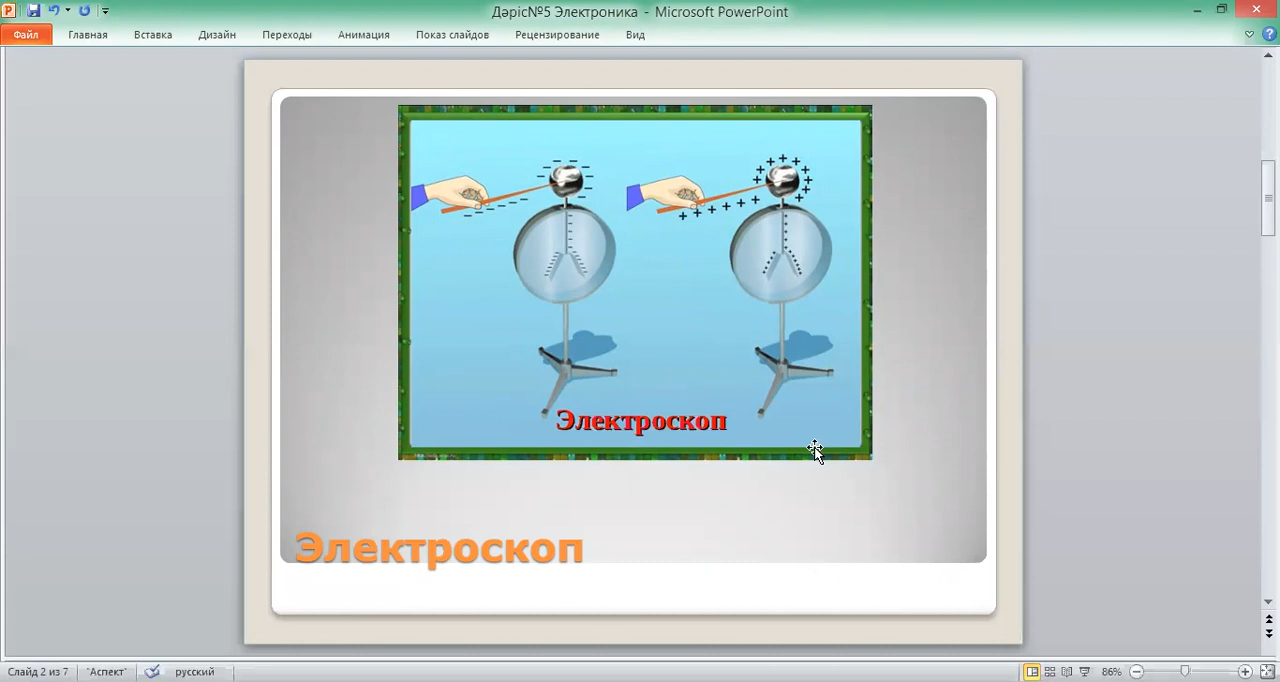 Дәріс№5 Электроника - Microsoft PowerPoint
Файл Главная Вставка Дизайн Переходы Анимация Показ слайдов Рецензирование Вид
Электроскоп
Электроскоп
Слайд 2 из 7 "Аспект" русский 86%